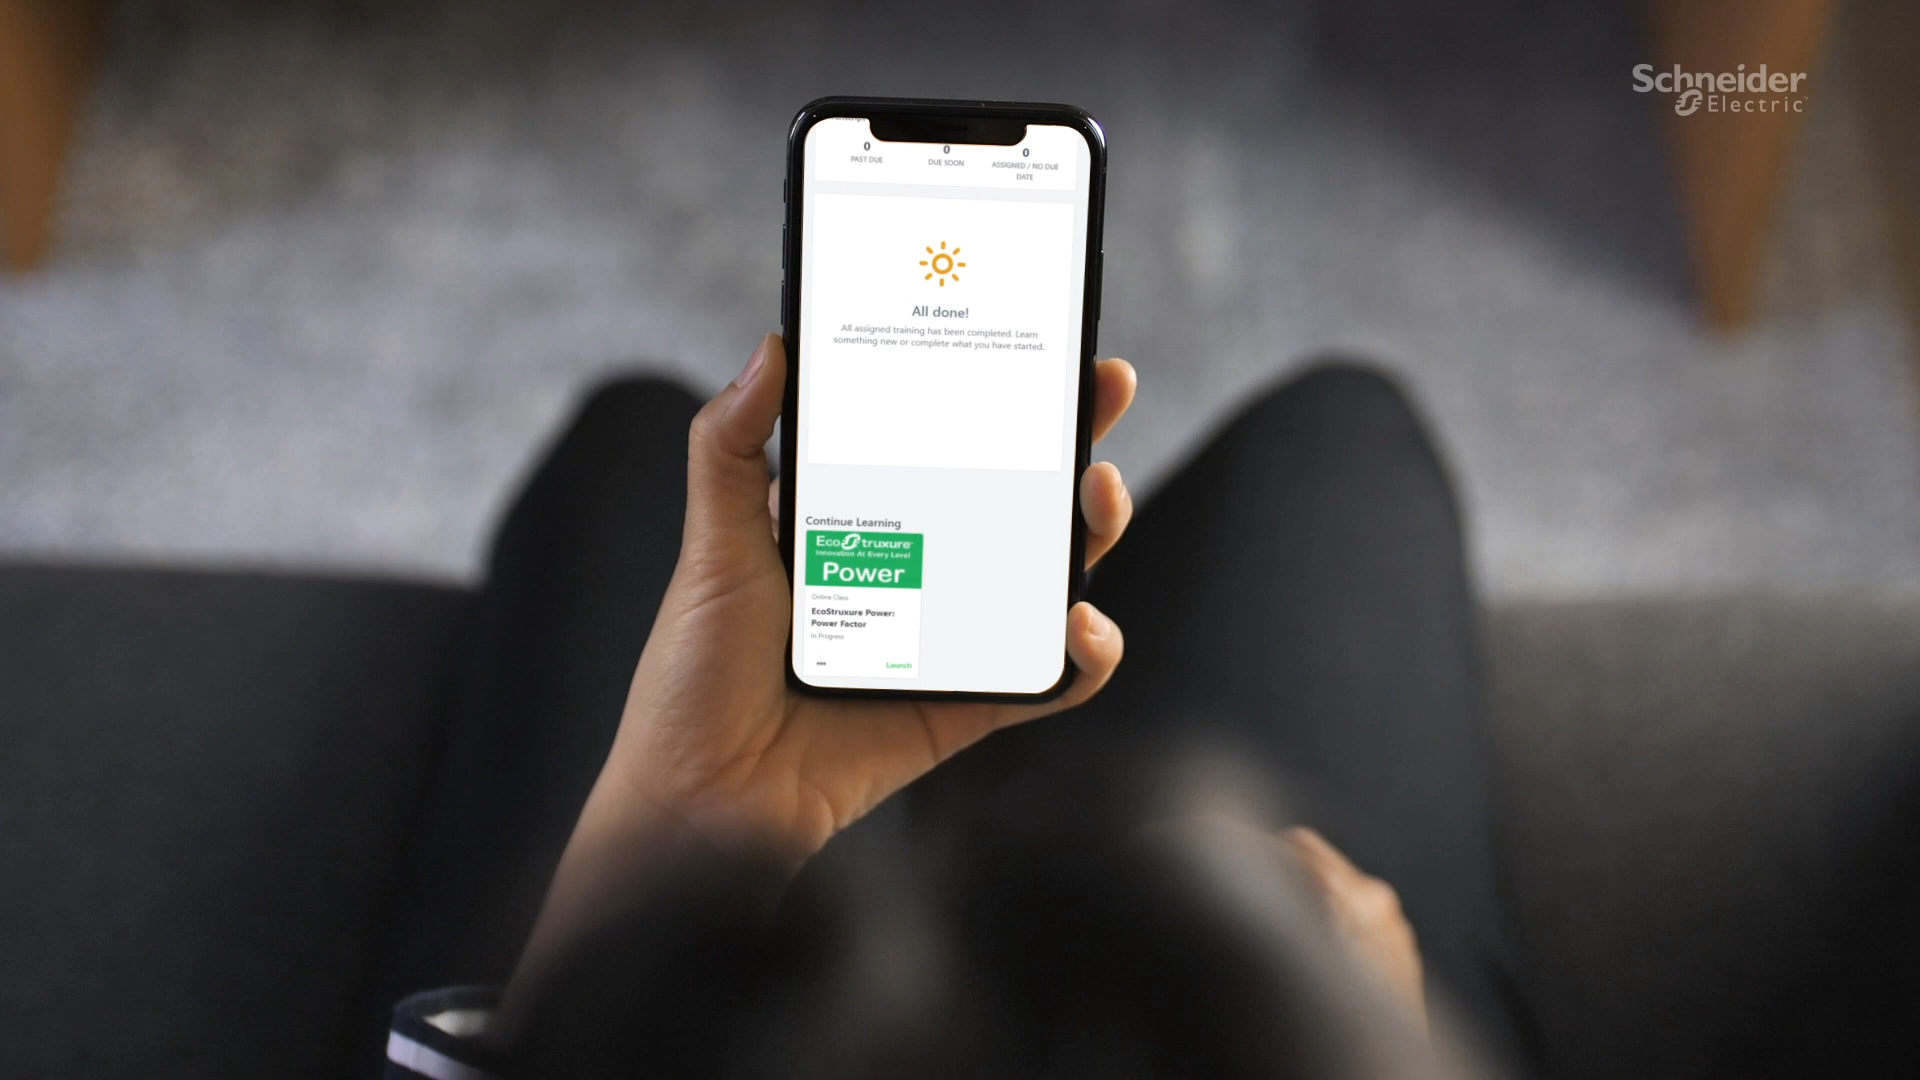 Schneider
Electric
0
PAST DUE
0
DUE SOON
0
ASSIGNED / NO DUE
DATE
All done!
All assigned training has been completed. Learn
something new or complete what you have started.
Continue Learning
EcoStruxure
Innovation At Every Level
Power
Online Class
EcoStruxure Power:
Power Factor
In Progress
Launch